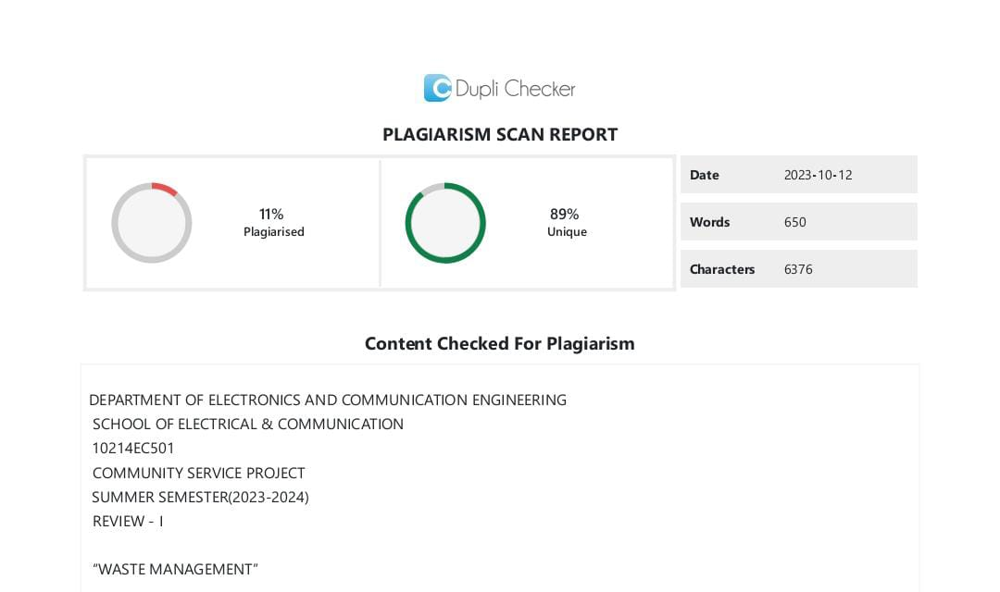 Dupli Checker
PLAGIARISM SCAN REPORT
11%
Plagiarised
89%
Unique
Date 2023-10-12
Words 650
Characters 6376
Content Checked For Plagiarism
DEPARTMENT OF ELECTRONICS AND COMMUNICATION ENGINEERING
SCHOOL OF ELECTRICAL & COMMUNICATION
10214EC501
COMMUNITY SERVICE PROJECT
SUMMER SEMESTER(2023-2024)
REVIEW - I
“WASTE MANAGEMENT”